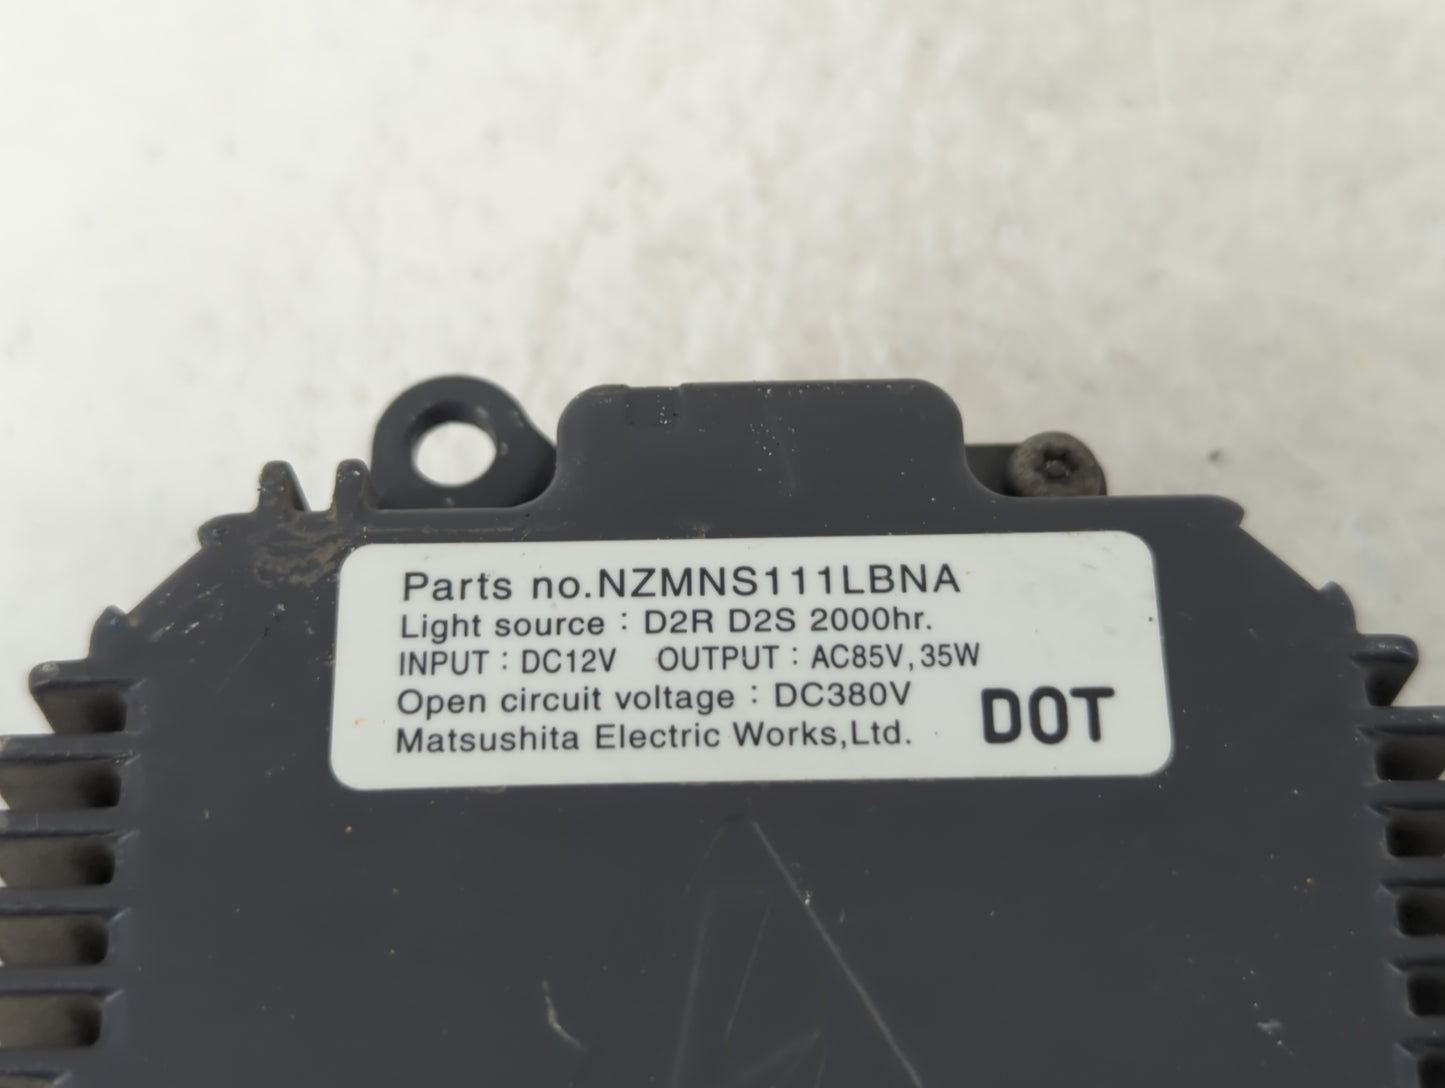 Parts no.NZMNS111LBNA
Light source : D2R D2S 2000hr.
INPUT : DC12V OUTPUT : AC85V,35W
Open circuit voltage : DC380V
Matsushita Electric Works,Ltd.
DOT